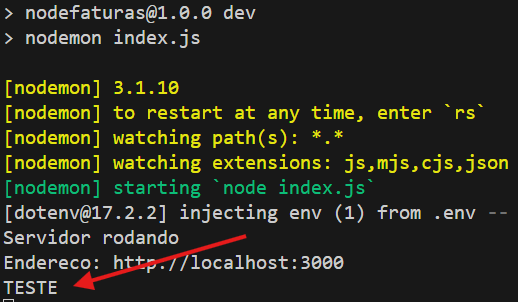 > nodefaturas@1.0.0 dev
> nodemon index.js
[nodemon] 3.1.10
[nodemon] to restart at any time, enter `rs`
[nodemon] watching path(s): *.*
[nodemon] watching extensions: js,mjs,cjs,json
[nodemon] starting `node index.js`
[dotenv@17.2.2] injecting env (1) from .env --
Servidor rodando
Endereco: http://localhost:3000
TESTE